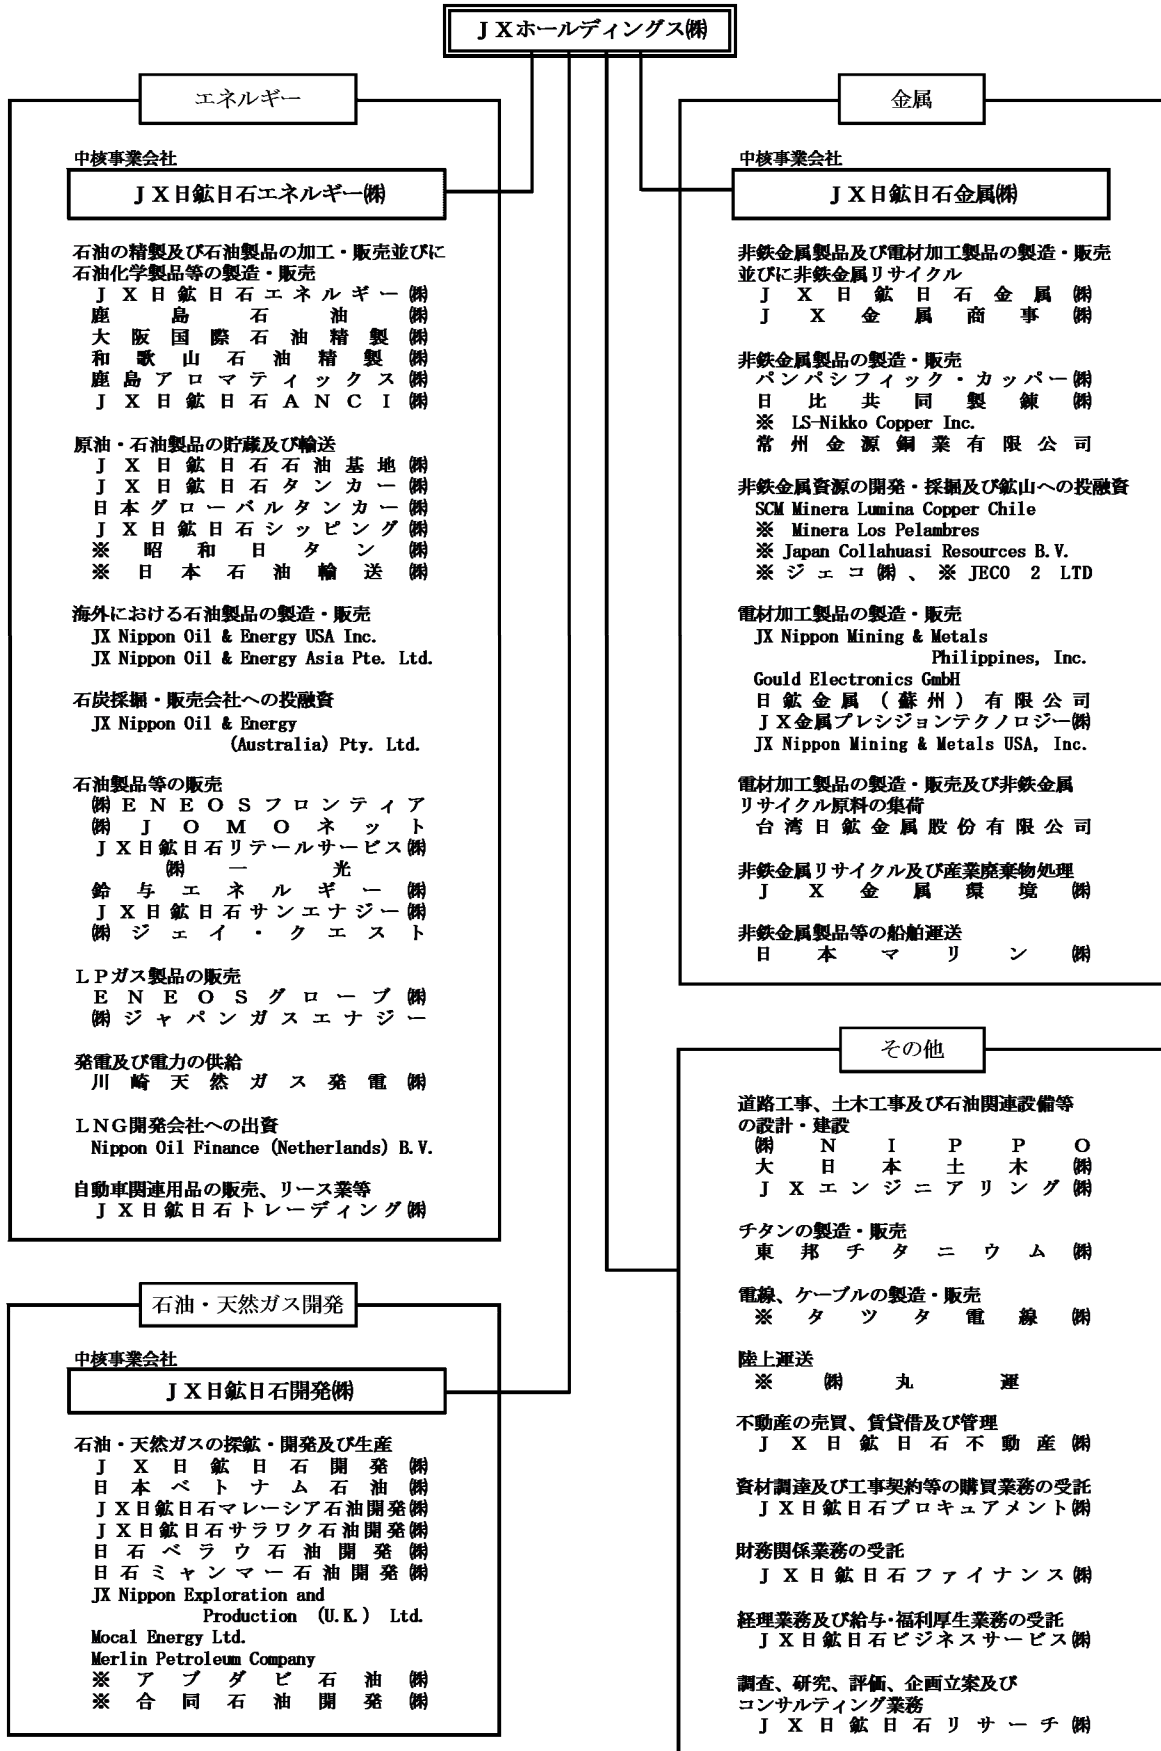 ＪＸホールディングス㈱
エネルギー
中核事業会社
ＪＸ日鉱日石エネルギー㈱
石油の精製及び石油製品の加工・販売並びに
石油化学製品等の製造・販売
ＪＸ日鉱日石エネルギー㈱
鹿島石油㈱
大阪国際石油精製㈱
和歌山石油精製㈱
鹿島アロマティックス㈱
ＪＸ日鉱日石ＡＮＣＩ㈱
原油・石油製品の貯蔵及び輸送
ＪＸ日鉱日石石油基地㈱
ＪＸ日鉱日石タンカー㈱
日本グローバルタンカー㈱
ＪＸ日鉱日石シッピング㈱
※昭和日タン㈱
※日本石油輸送㈱
海外における石油製品の製造・販売
JX Nippon Oil & Energy USA Inc.
JX Nippon Oil & Energy Asia Pte. Ltd.
石炭採掘・販売会社への投融資
JX Nippon Oil & Energy
(Australia) Pty. Ltd.
石油製品等の販売
㈱ＥＮＥＯＳフロンティア
㈱ＪＯＭＯネット
ＪＸ日鉱日石リテールサービス㈱
㈱一光
鈴与エネルギー㈱
ＪＸ日鉱日石サンエナジー㈱
㈱ジェイ・クエスト
ＬＰガス製品の販売
ＥＮＥＯＳグローブ㈱
㈱ジャパンガスエナジー
発電及び電力の供給
川崎天然ガス発電㈱
ＬＮＧ開発会社への出資
Nippon Oil Finance (Netherlands) B.V.
自動車関連用品の販売、リース業等
ＪＸ日鉱日石トレーディング㈱
石油・天然ガス開発
中核事業会社
ＪＸ日鉱日石開発㈱
石油・天然ガスの探鉱・開発及び生産
ＪＸ日鉱日石開発㈱
日本ベトナム石油㈱
ＪＸ日鉱日石マレーシア石油開発㈱
ＪＸ日鉱日石サラワク石油開発㈱
日石ベラウ石油開発㈱
日石ミャンマー石油開発㈱
JX Nippon Exploration and
Production (U.K.) Ltd.
Mocal Energy Ltd.
Merlin Petroleum Company
※アブダビ石油㈱
※合同石油開発㈱
金属
中核事業会社
ＪＸ日鉱日石金属㈱
非鉄金属製品及び電材加工製品の製造・販売
並びに非鉄金属リサイクル
ＪＸ日鉱日石金属㈱
ＪＸ金属商事㈱
非鉄金属製品の製造・販売
パンパシフィック・カッパー㈱
日比共同製錬㈱
※ LS-Nikko Copper Inc.
常州金源銅業有限公司
非鉄金属資源の開発・採掘及び鉱山への投融資
SCM Minera Lumina Copper Chile
※ Minera Los Pelambres
※ Japan Collahuasi Resources B.V.
※ジェコ㈱、※ JECO 2 LTD
電材加工製品の製造・販売
JX Nippon Mining & Metals
Philippines, Inc.
Gould Electronics GmbH
日鉱金属（蘇州）有限公司
ＪＸ金属プレシジョンテクノロジー㈱
JX Nippon Mining & Metals USA, Inc.
電材加工製品の製造・販売及び非鉄金属
リサイクル原料の集荷
台湾日鉱金属股份有限公司
非鉄金属リサイクル及び産業廃棄物処理
ＪＸ金属環境㈱
非鉄金属製品等の船舶運送
日本マリン㈱
その他
道路工事、土木工事及び石油関連設備等
の設計・建設
㈱ＮＩＰＰＯ
大日本土木㈱
ＪＸエンジニアリング㈱
チタンの製造・販売
東邦チタニウム㈱
電線、ケーブルの製造・販売
※タツタ電線㈱
陸上運送
※㈱丸運
不動産の売買、賃貸借及び管理
ＪＸ日鉱日石不動産㈱
資材調達及び工事契約等の購買業務の受託
ＪＸ日鉱日石プロキュアメント㈱
財務関係業務の受託
ＪＸ日鉱日石ファイナンス㈱
経理業務及び給与・福利厚生業務の受託
ＪＸ日鉱日石ビジネスサービス㈱
調査、研究、評価、企画立案及び
コンサルティング業務
ＪＸ日鉱日石リサーチ㈱